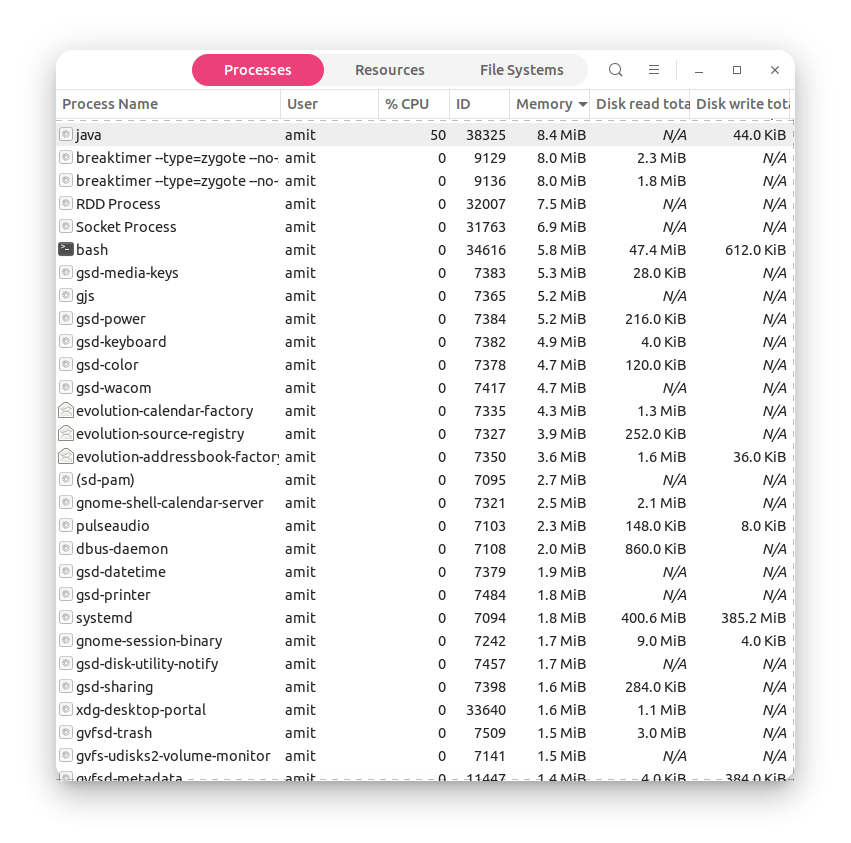 Processes Resources File Systems
Process Name User % CPU ID Memory Disk read tota Disk write tota
java amit 50 38325 8.4 MiB N/A 44.0 KiB
breaktimer --type=zygote --no- amit 0 9129 8.0 MiB 2.3 MiB N/A
breaktimer --type=zygote --no- amit 0 9136 8.0 MiB 1.8 MiB N/A
RDD Process amit 0 32007 7.5 MiB N/A N/A
Socket Process amit 0 31763 6.9 MiB N/A N/A
bash amit 0 34616 5.8 MiB 47.4 MiB 612.0 KiB
gsd-media-keys amit 0 7383 5.3 MiB 28.0 KiB N/A
gjs amit 0 7365 5.2 MiB N/A N/A
gsd-power amit 0 7384 5.2 MiB 216.0 KiB N/A
gsd-keyboard amit 0 7382 4.9 MiB 4.0 KiB N/A
gsd-color amit 0 7378 4.7 MiB 120.0 KiB N/A
gsd-wacom amit 0 7417 4.7 MiB N/A N/A
evolution-calendar-factory amit 0 7335 4.3 MiB 1.3 MiB N/A
evolution-source-registry amit 0 7327 3.9 MiB 252.0 KiB N/A
evolution-addressbook-factory amit 0 7350 3.6 MiB 1.6 MiB 36.0 KiB
(sd-pam) amit 0 7095 2.7 MiB N/A N/A
gnome-shell-calendar-server amit 0 7321 2.5 MiB 2.1 MiB N/A
pulseaudio amit 0 7103 2.3 MiB 148.0 KiB 8.0 KiB
dbus-daemon amit 0 7108 2.0 MiB 860.0 KiB N/A
gsd-datetime amit 0 7379 1.9 MiB N/A N/A
gsd-printer amit 0 7484 1.8 MiB N/A N/A
systemd amit 0 7094 1.8 MiB 400.6 MiB 385.2 MiB
gnome-session-binary amit 0 7242 1.7 MiB 9.0 MiB 4.0 KiB
gsd-disk-utility-notify amit 0 7457 1.7 MiB N/A N/A
gsd-sharing amit 0 7398 1.6 MiB 284.0 KiB N/A
xdg-desktop-portal amit 0 33640 1.6 MiB 1.1 MiB N/A
gvfsd-trash amit 0 7509 1.5 MiB 3.0 MiB N/A
gvfs-udisks2-volume-monitor amit 0 7141 1.5 MiB N/A N/A
gvfsd-metadata amit 0 11447 1.4 MiB 4.0 KiB 384.0 KiB